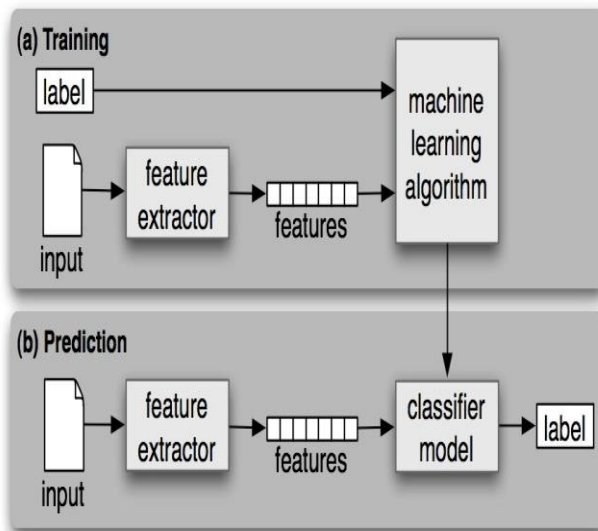 (a) Training
label
machine
learning
algorithm
feature
extractor
features
input
(b) Prediction
feature
extractor
features
input
classifier
model
label